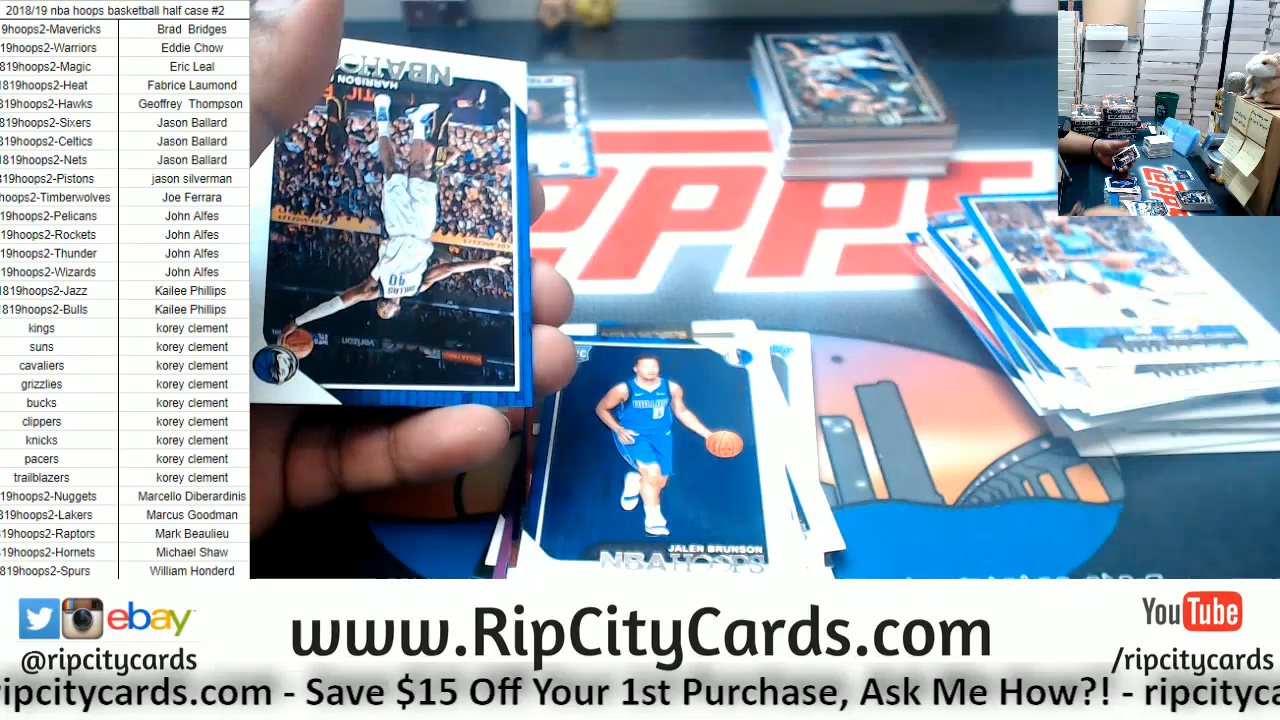 2018/19 nba hoops basketball half case #2
9hoops2-Mavericks Brad Bridges
19hoops2-Warriors Eddie Chow
819hoops2-Magic Eric Leal
819hoops2-Heat Fabrice Laumond
819hoops2-Hawks Geoffrey Thompson
819hoops2-Sixers Jason Ballard
819hoops2-Celtics Jason Ballard
1819hoops2-Nets Jason Ballard
819hoops2-Pistons jason silverman
hoops2-Timberwolves Joe Ferrara
19hoops2-Pelicans John Alfes
19hoops2-Rockets John Alfes
19hoops2-Thunder John Alfes
19hoops2-Wizards John Alfes
1819hoops2-Jazz Kailee Phillips
1819hoops2-Bulls Kailee Phillips
kings korey clement
suns korey clement
cavaliers korey clement
grizzlies korey clement
bucks korey clement
clippers korey clement
knicks korey clement
pacers korey clement
trailblazers korey clement
19hoops2-Nuggets Marcello Diberardinis
819hoops2-Lakers Marcus Goodman
19hoops2-Raptors Mark Beaulieu
19hoops2-Hornets Michael Shaw
819hoops2-Spurs William Honderd
HARRISON
verizon
DALLAS
40
JALEN BRUNSON
NBA HOOPS
ebay
@ripcitycards
www.RipCityCards.com
YouTube
/ripcitycards
ripcitycards.com - Save $15 Off Your 1st Purchase, Ask Me How?! - ripcityca